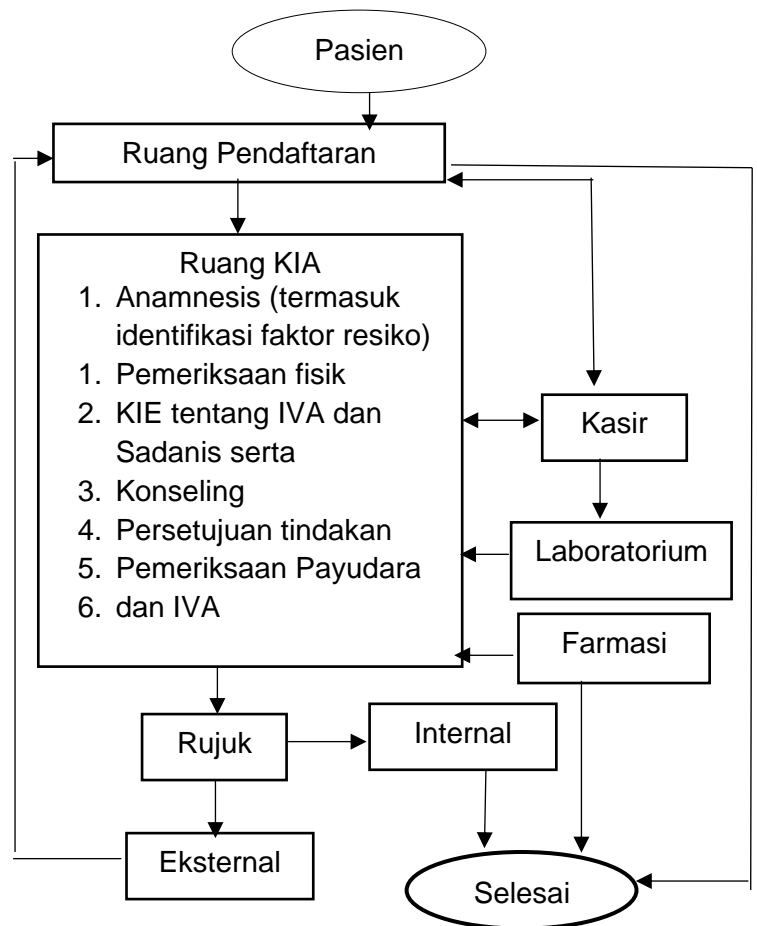 Pasien
Ruang Pendaftaran
Ruang KIA
1. Anamnesis (termasuk
identifikasi faktor resiko)
1. Pemeriksaan fisik
2. KIE tentang IVA dan
Sadanis serta
3. Konseling
4. Persetujuan tindakan
5. Pemeriksaan Payudara
6. dan IVA
Kasir
Laboratorium
Farmasi
Rujuk
Internal
Eksternal
Selesai